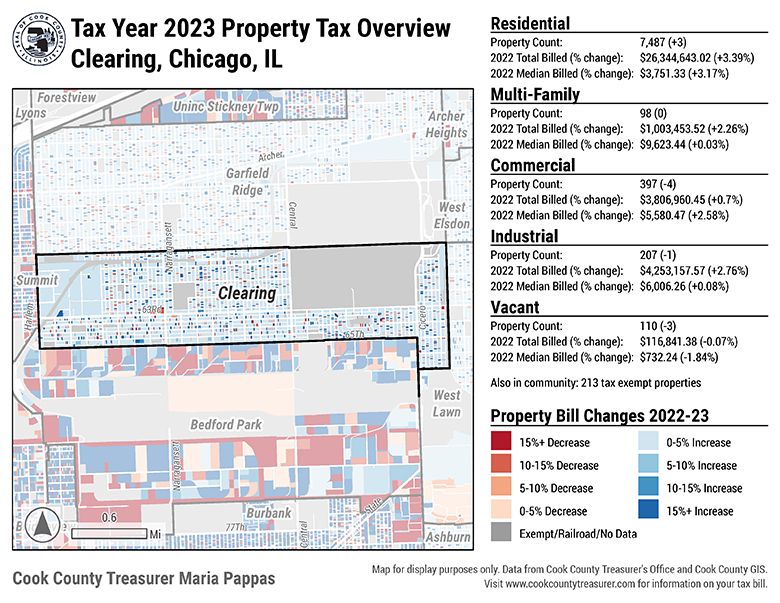 SEAL OF COOK COUNTY
ILLINOIS
Tax Year 2023 Property Tax Overview
Clearing, Chicago, IL
Forestview
Lyons
Uninc Stickney Twp
Archer
Heights
Archer
Garfield
Ridge
Central
West
Elsdon
Narragansett
Summit
Harlem
Clearing
63Rd
65Th
Cicero
West
Lawn
Bedford Park
Narragansett
Burbank
77Th
Central
State
Ashburn
0.6
Mi
Residential
Property Count: 7,487 (+3)
2022 Total Billed (% change): $26,344,643.02 (+3.39%)
2022 Median Billed (% change): $3,751.33 (+3.17%)
Multi-Family
Property Count: 98 (0)
2022 Total Billed (% change): $1,003,453.52 (+2.26%)
2022 Median Billed (% change): $9,623.44 (+0.03%)
Commercial
Property Count: 397 (-4)
2022 Total Billed (% change): $3,806,960.45 (+0.7%)
2022 Median Billed (% change): $5,580.47 (+2.58%)
Industrial
Property Count: 207 (-1)
2022 Total Billed (% change): $4,253,157.57 (+2.76%)
2022 Median Billed (% change): $6,006.26 (+0.08%)
Vacant
Property Count: 110 (-3)
2022 Total Billed (% change): $116,841.38 (-0.07%)
2022 Median Billed (% change): $732.24 (-1.84%)
Also in community: 213 tax exempt properties
Property Bill Changes 2022-23
15%+ Decrease
10-15% Decrease
5-10% Decrease
0-5% Decrease
Exempt/Railroad/No Data
0-5% Increase
5-10% Increase
10-15% Increase
15%+ Increase
Cook County Treasurer Maria Pappas
Map for display purposes only. Data from Cook County Treasurer's Office and Cook County GIS.
Visit www.cookcountytreasurer.com for information on your tax bill.